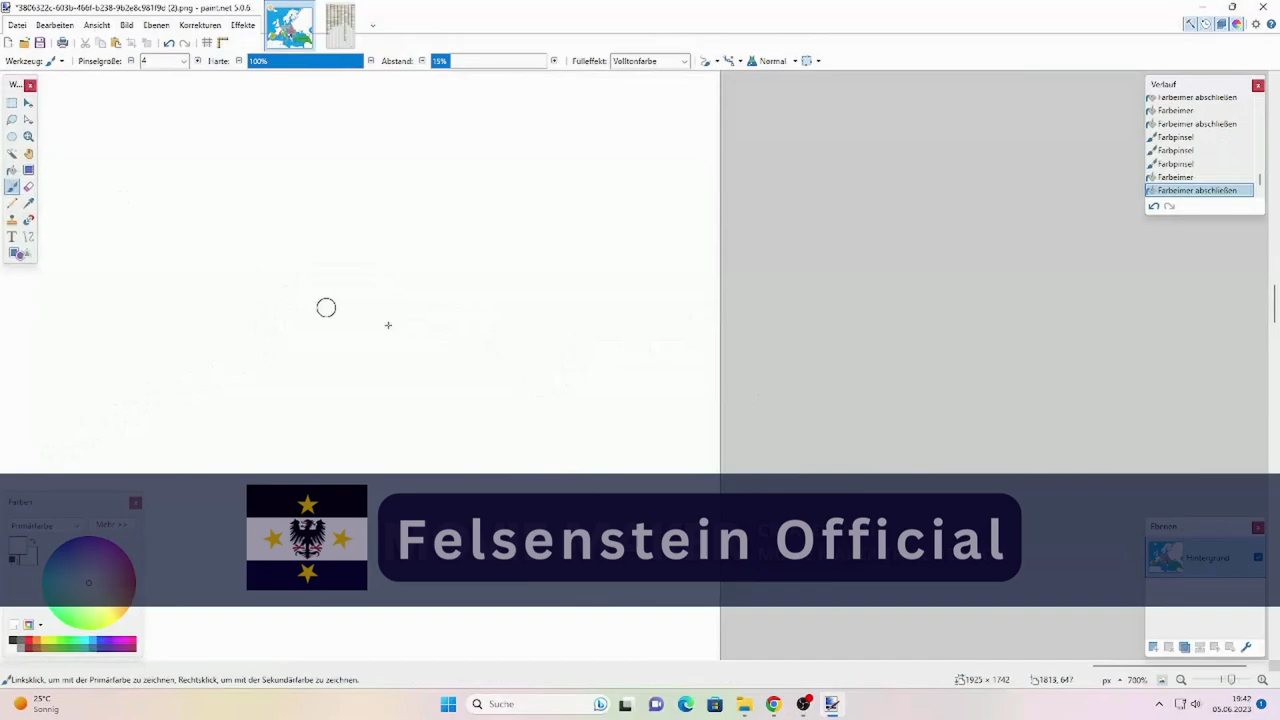 *3806322c-603b-466f-b238-9b2e8c981f9d (2).png - paint.net 5.0.6
Datei Bearbeiten Ansicht Bild Ebenen Korrekturen Effekte
Werkzeug: Pinselgröße: 4 Härte: 100% Abstand: 15% Fülleffekt: Volltonfarbe Normal
W...
Verlauf
Farbeimer abschließen
Farbeimer
Farbeimer abschließen
Farbpinsel
Farbpinsel
Farbpinsel
Farbeimer
Farbeimer abschließen
Farben
Primärfarbe Mehr >>
Felsenstein Official
Ebenen
Hintergrund
Linksklick, um mit der Primärfarbe zu zeichnen, Rechtsklick, um mit der Sekundärfarbe zu zeichnen. 1925 × 1742 1813, 647 px 700%
25°C
Sonnig
Suche
19:42
05.06.2023